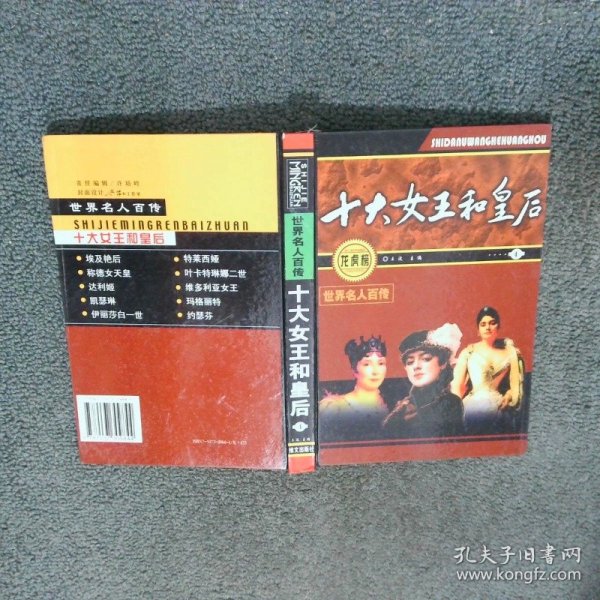 世界名人百传
SHIJIEMINGRENBAIZHUAN
十大女王和皇后
埃及艳后
称德女天皇
达利姬
凯瑟琳
伊丽莎白一世
特莱西娅
叶卡特琳娜二世
维多利亚女王
玛格丽特
约瑟芬
世界名人百传
十大女王和皇后
1
SHIDANUWANGHEHUANGHOU
十大女王和皇后
龙虎榜
主编
1
世界名人百传
孔夫子旧书网
www.kongfz.com